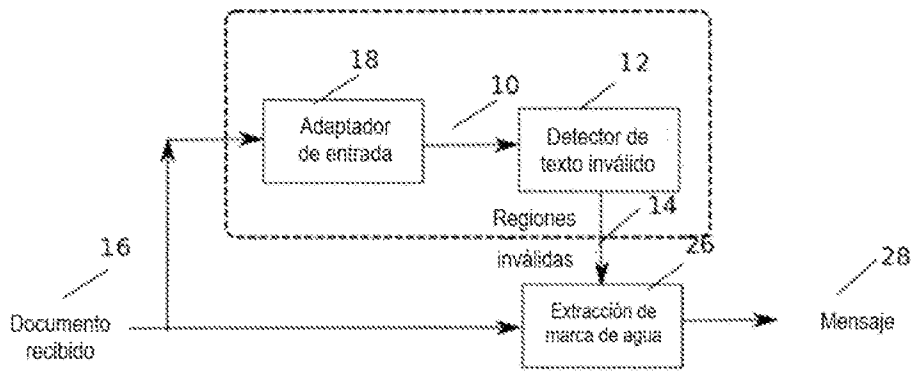 18
10
12
Adaptador
de entrada
Detector de
texto inválido
Regiones
14
inválidas
26
16
28
Documento
recibido
Extracción de
marca de agua
Mensaje